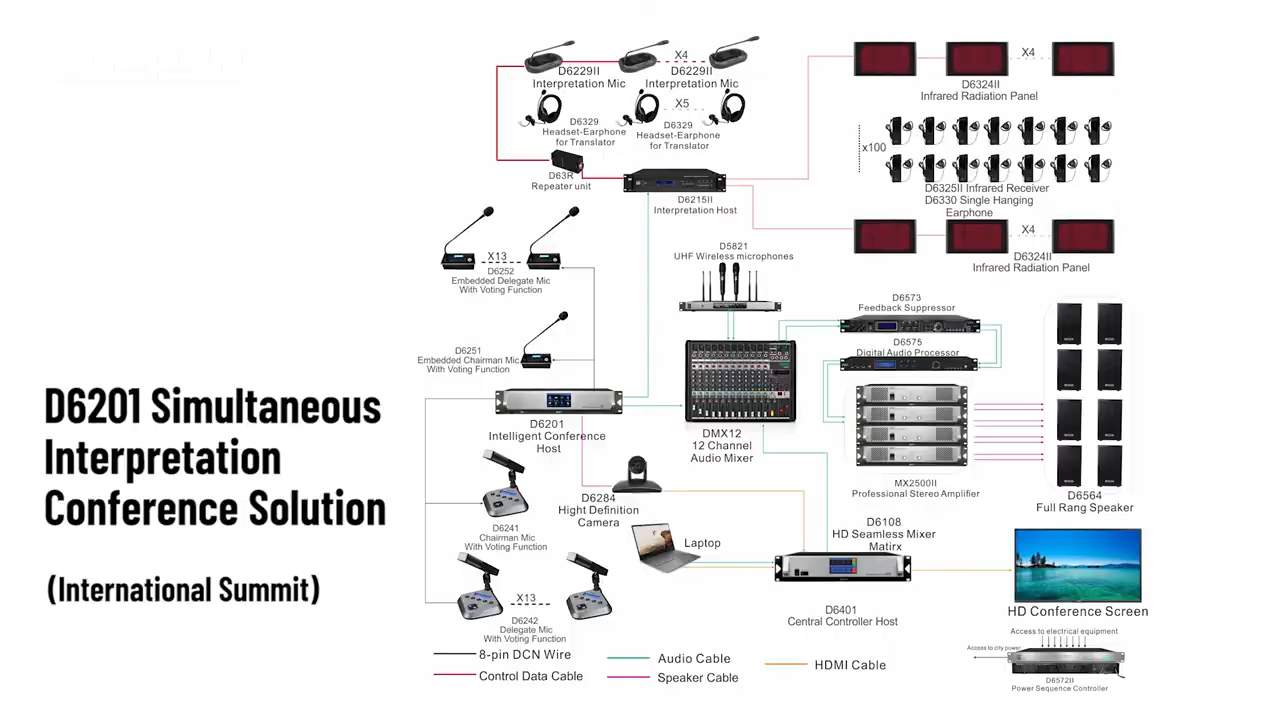 D6201 Simultaneous
Interpretation
Conference Solution
(International Summit)
X4
D6229II
Interpretation Mic
D6229II
Interpretation Mic
X5
D6329
Headset-Earphone
for Translator
D6329
Headset-Earphone
for Translator
D63R
Repeater unit
D6215II
Interpretation Host
X4
D6324II
Infrared Radiation Panel
x100
D6325II Infrared Receiver
D6330 Single Hanging
Earphone
X4
D6324II
Infrared Radiation Panel
X13
D6252
Embedded Delegate Mic
With Voting Function
D5821
UHF Wireless microphones
D6573
Feedback Suppressor
D6575
Digital Audio Processor
D6251
Embedded Chairman Mic
With Voting Function
D6201
Intelligent Conference
Host
DMX12
12 Channel
Audio Mixer
MX2500II
Professional Stereo Amplifier
D6564
Full Rang Speaker
D6241
Chairman Mic
With Voting Function
D6284
Hight Definition
Camera
Laptop
D6108
HD Seamless Mixer
Matirx
D6401
Central Controller Host
HD Conference Screen
X13
D6242
Delegate Mic
With Voting Function
Access to electrical equipment
Access to city power
D6572II
Power Sequence Controller
8-pin DCN Wire
Audio Cable
HDMI Cable
Control Data Cable
Speaker Cable